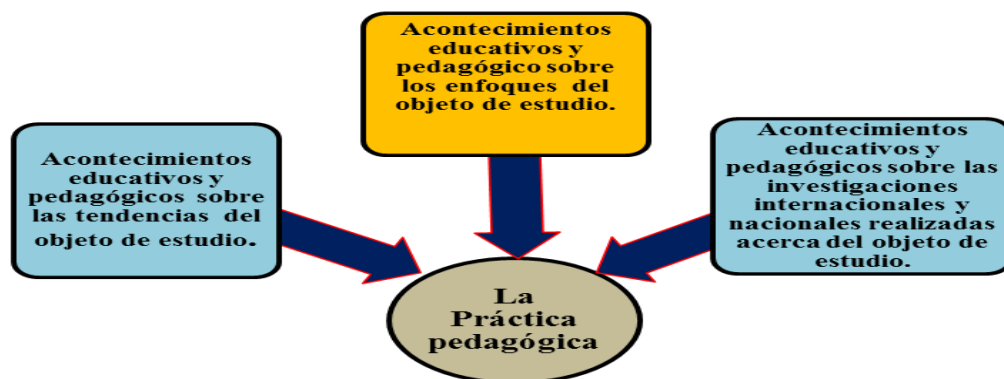 Acontecimientos
educativos y
pedagógico sobre
los enfoques del
objeto de estudio.
Acontecimientos
educativos y
pedagógicos sobre
las tendencias del
objeto de estudio.
Acontecimientos
educativos y
pedagógicos sobre las
investigaciones
internacionales y
nacionales realizadas
acerca del objeto de
estudio.
La
Práctica
pedagógica